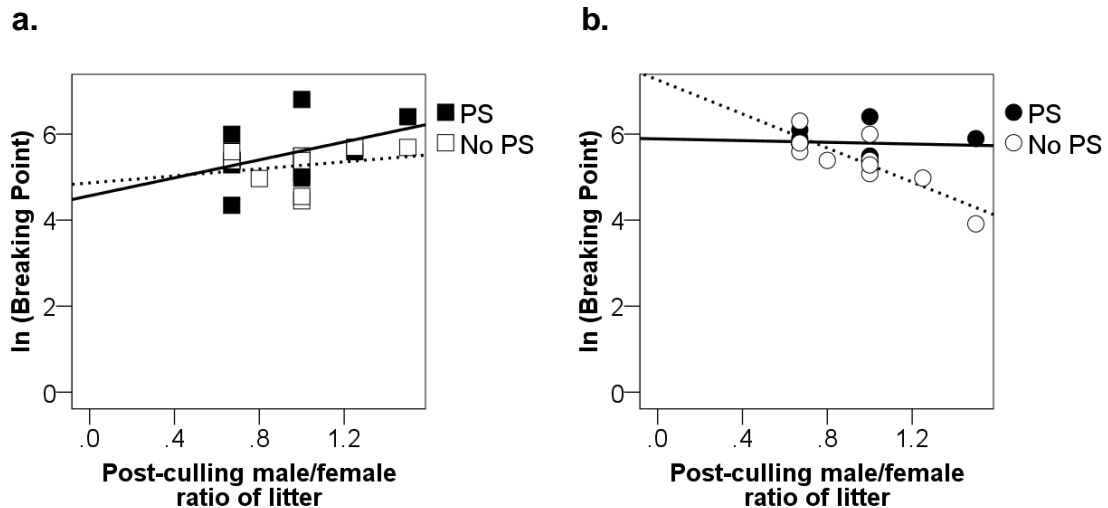 a.
ln (Breaking Point)
6
4
2
0
.0 .4 .8 1.2
Post-culling male/female
ratio of litter
PS
No PS
b.
ln (Breaking Point)
6
4
2
0
.0 .4 .8 1.2
Post-culling male/female
ratio of litter
PS
No PS